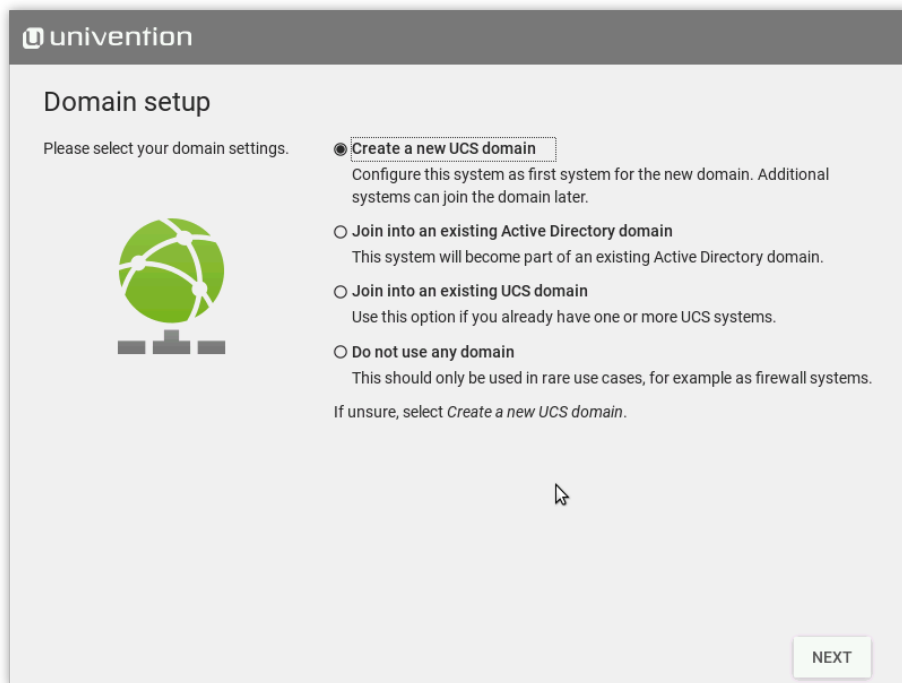 univention
Domain setup
Please select your domain settings.
Create a new UCS domain
Configure this system as first system for the new domain. Additional
systems can join the domain later.
Join into an existing Active Directory domain
This system will become part of an existing Active Directory domain.
Join into an existing UCS domain
Use this option if you already have one or more UCS systems.
Do not use any domain
This should only be used in rare use cases, for example as firewall systems.
If unsure, select Create a new UCS domain.
NEXT